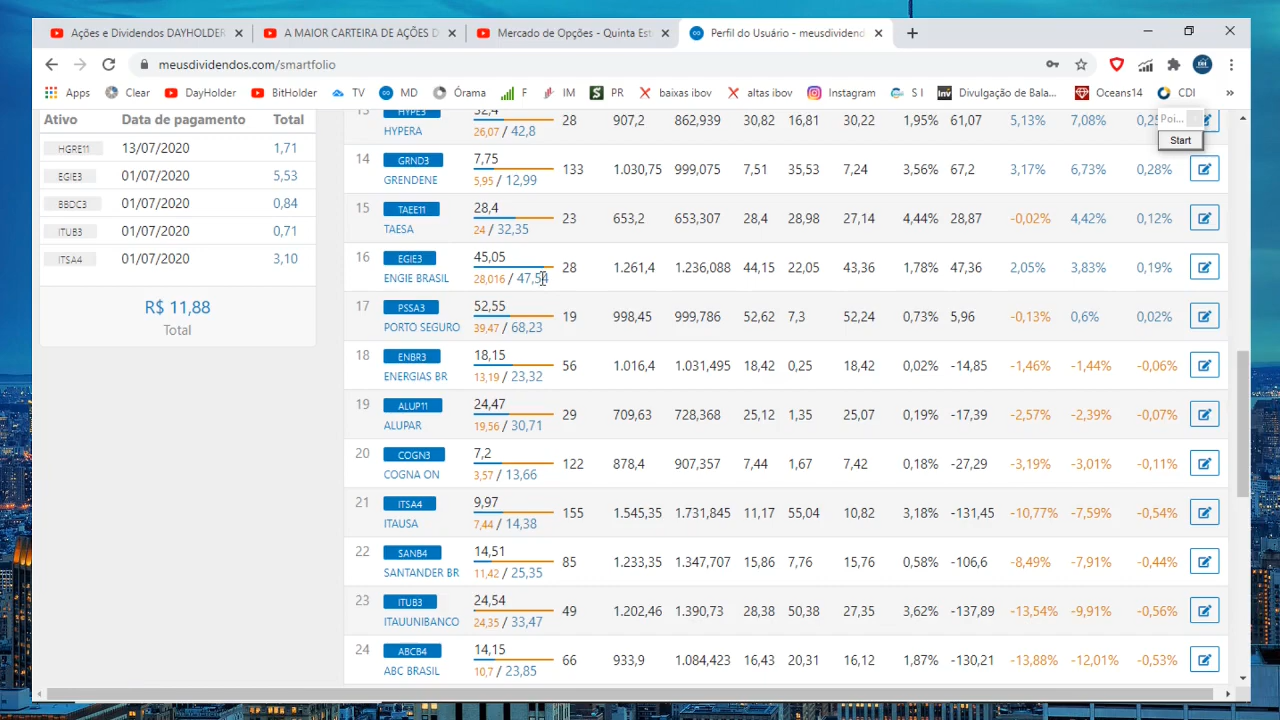 Ações e Dividendos DAYHOLDER
A MAIOR CARTEIRA DE AÇÕES D
Mercado de Opções - Quinta Est
Perfil do Usuário - meusdividend
meusdividendos.com/smartfolio
Apps Clear DayHolder BitHolder TV MD Órama F IM PR baixas ibov altas ibov Instagram S I Divulgação de Bala... Oceans14 CDI »
Poi...
Start
Ativo Data de pagamento Total
HGRE11 13/07/2020 1,71
EGIE3 01/07/2020 5,53
BBDC3 01/07/2020 0,84
ITUB3 01/07/2020 0,71
ITSA4 01/07/2020 3,10
R$ 11,88
Total
13 HYPE3 32,4 28 907,2 862,939 30,82 16,81 30,22 1,95% 61,07 5,13% 7,08% 0,25%
HYPERA 26,07 / 42,8
14 GRND3 7,75 133 1.030,75 999,075 7,51 35,53 7,24 3,56% 67,2 3,17% 6,73% 0,28%
GRENDENE 5,95 / 12,99
15 TAEE11 28,4 23 653,2 653,307 28,4 28,98 27,14 4,44% 28,87 -0,02% 4,42% 0,12%
TAESA 24 / 32,35
16 EGIE3 45,05 28 1.261,4 1.236,088 44,15 22,05 43,36 1,78% 47,36 2,05% 3,83% 0,19%
ENGIE BRASIL 28,016 / 47,54
17 PSSA3 52,55 19 998,45 999,786 52,62 7,3 52,24 0,73% 5,96 -0,13% 0,6% 0,02%
PORTO SEGURO 39,47 / 68,23
18 ENBR3 18,15 56 1.016,4 1.031,495 18,42 0,25 18,42 0,02% -14,85 -1,46% -1,44% -0,06%
ENERGIAS BR 13,19 / 23,32
19 ALUP11 24,47 29 709,63 728,368 25,12 1,35 25,07 0,19% -17,39 -2,57% -2,39% -0,07%
ALUPAR 19,56 / 30,71
20 COGN3 7,2 122 878,4 907,357 7,44 1,67 7,42 0,18% -27,29 -3,19% -3,01% -0,11%
COGNA ON 3,57 / 13,66
21 ITSA4 9,97 155 1.545,35 1.731,845 11,17 55,04 10,82 3,18% -131,45 -10,77% -7,59% -0,54%
ITAUSA 7,44 / 14,38
22 SANB4 14,51 85 1.233,35 1.347,707 15,86 7,76 15,76 0,58% -106,6 -8,49% -7,91% -0,44%
SANTANDER BR 11,42 / 25,35
23 ITUB3 24,54 49 1.202,46 1.390,73 28,38 50,38 27,35 3,62% -137,89 -13,54% -9,91% -0,56%
ITAUUNIBANCO 24,35 / 33,47
24 ABCB4 14,15 66 933,9 1.084,423 16,43 20,31 16,12 1,87% -130,2 -13,88% -12,01% -0,53%
ABC BRASIL 10,7 / 23,85